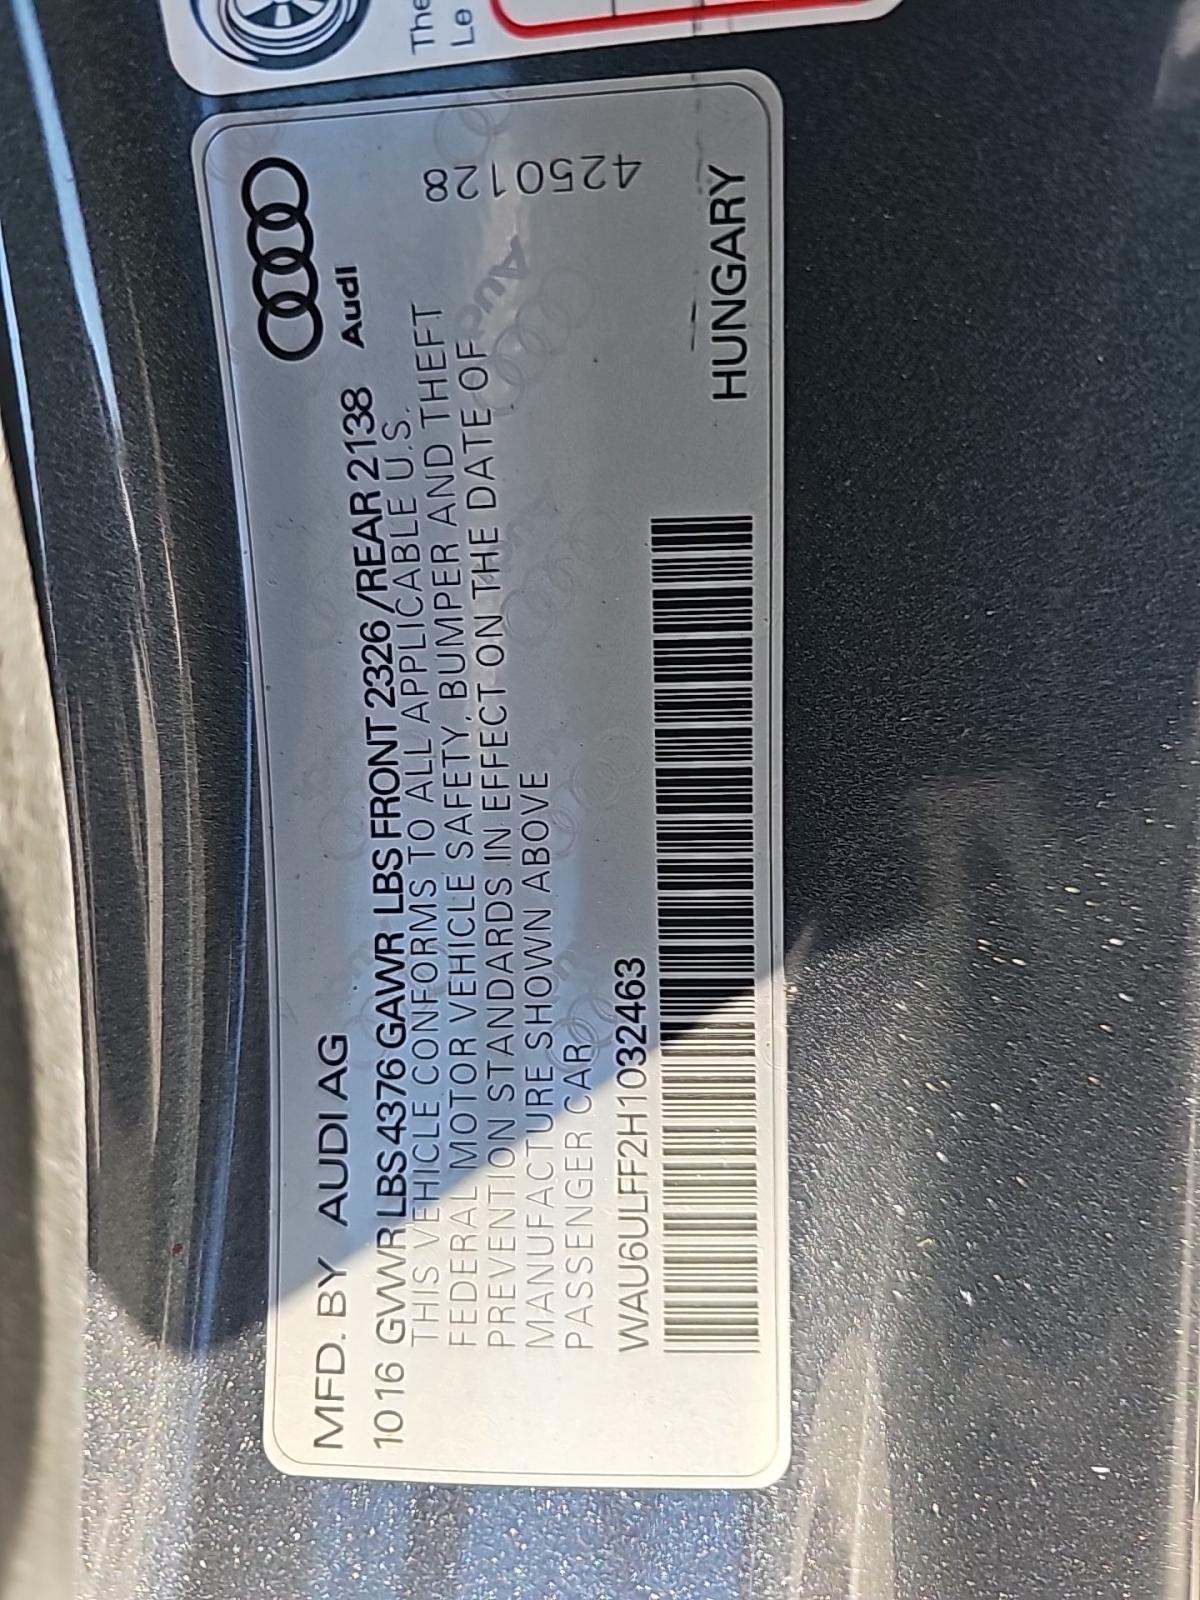 The
Le
Audi
MFD. BY AUDI AG
1016 GVWR LBS 4376 GAWR LBS FRONT 2326 /REAR 2138
THIS VEHICLE CONFORMS TO ALL APPLICABLE U.S.
FEDERAL MOTOR VEHICLE SAFETY, BUMPER AND THEFT
PREVENTION STANDARDS IN EFFECT ON THE DATE OF
MANUFACTURE SHOWN ABOVE
PASSENGER CAR
4250128
WAU6ULFF2H1032463
HUNGARY